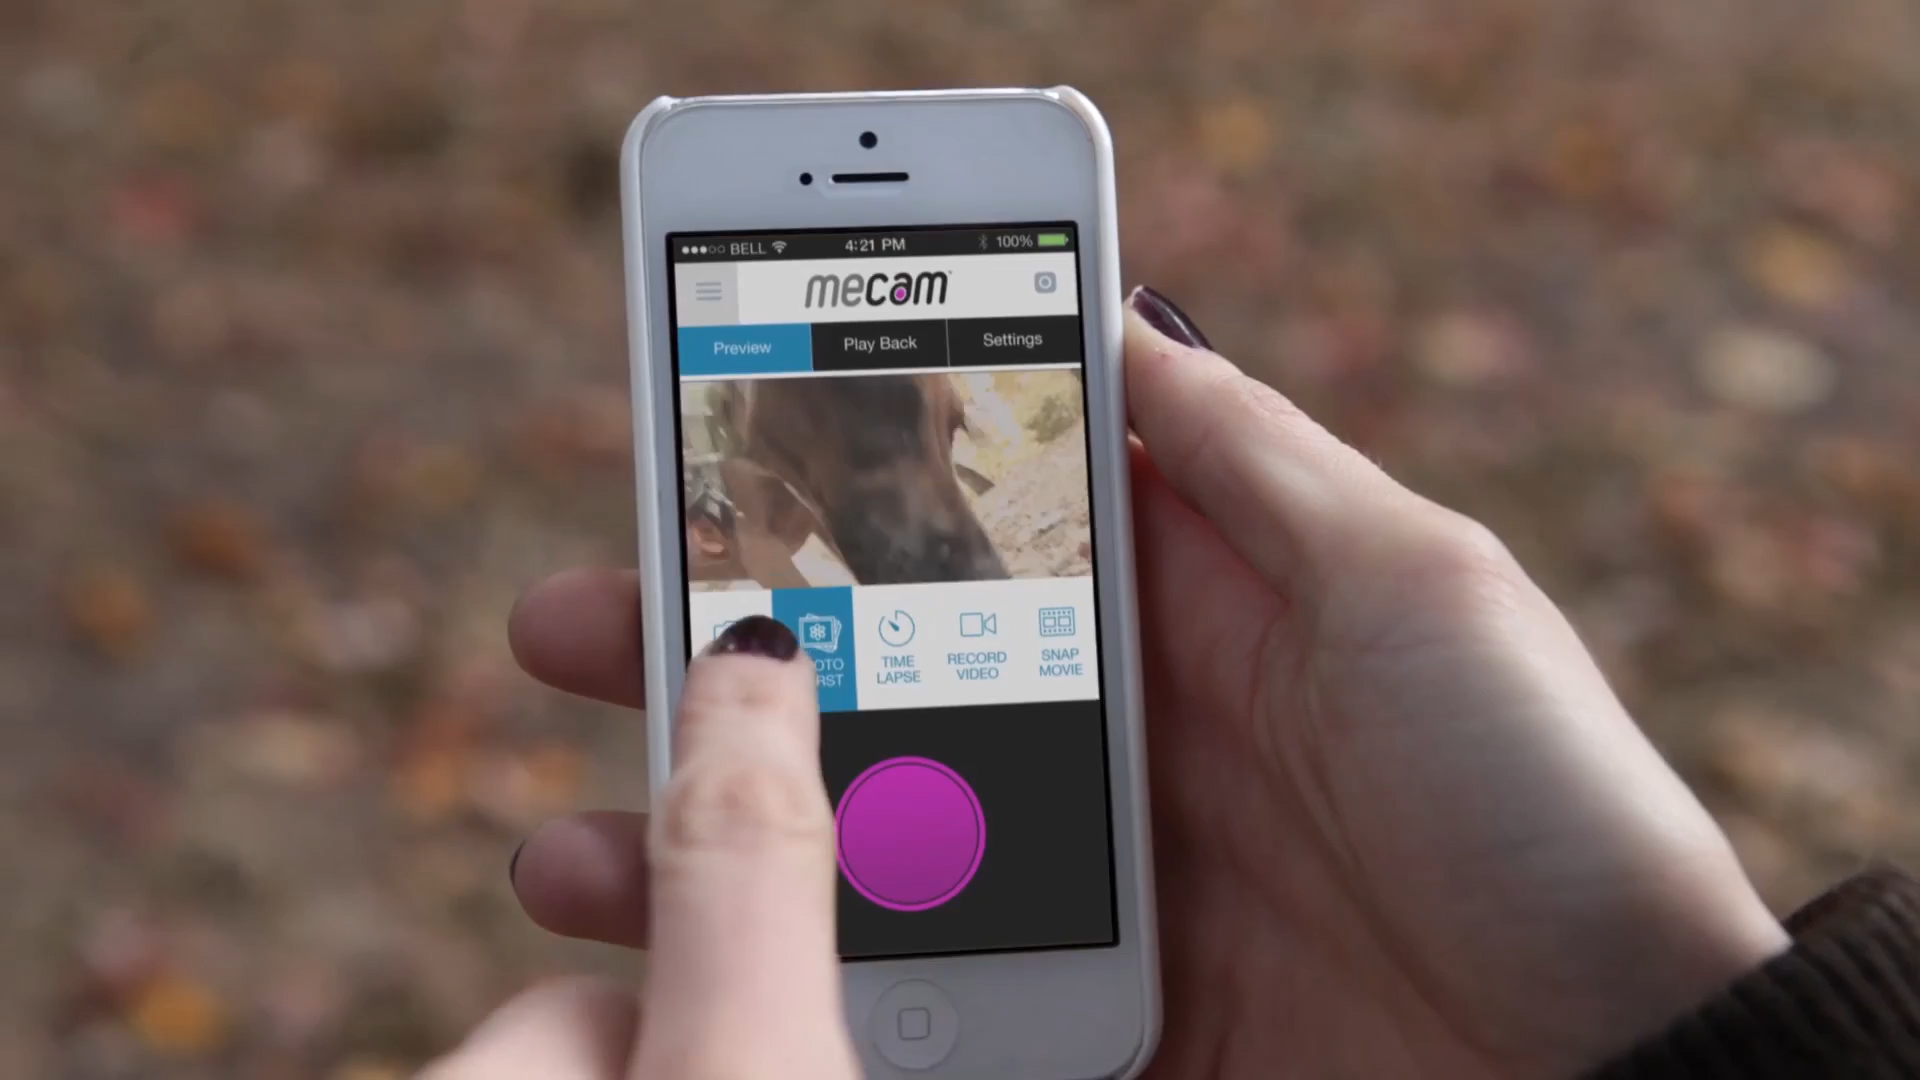 BELL 4:21 PM 100%
mecam
Preview Play Back Settings
TIME LAPSE
RECORD VIDEO
SNAP MOVIE